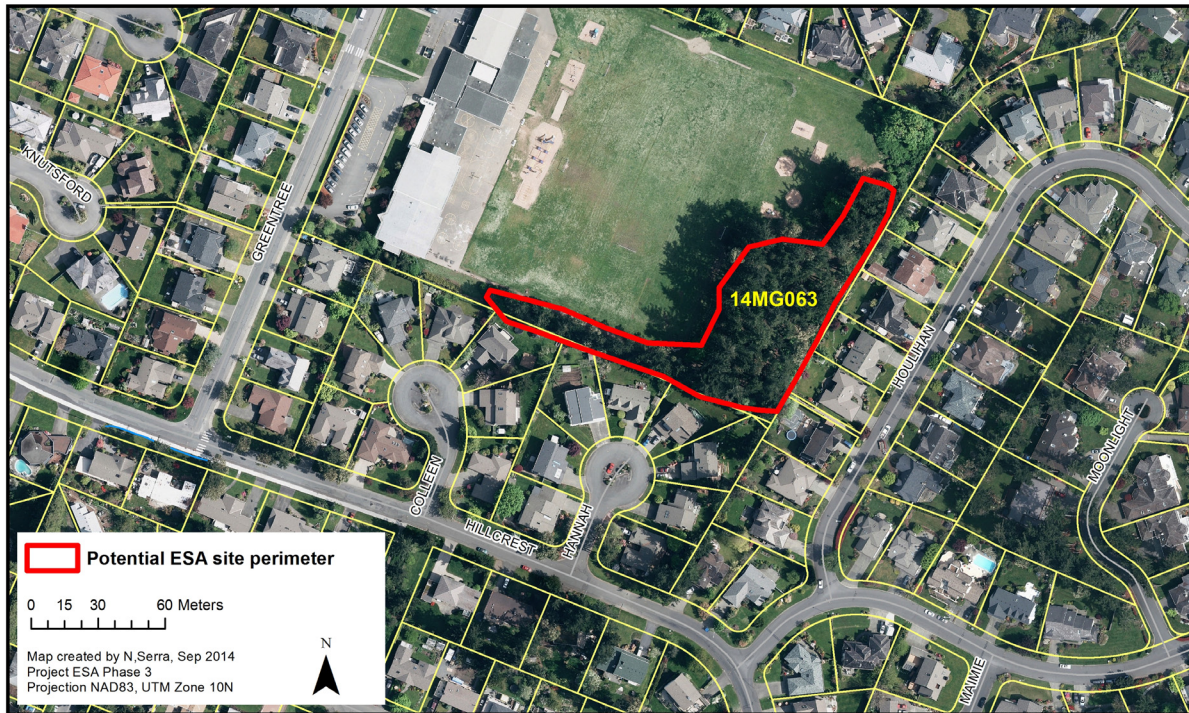 KNUTSFORD
GREENTREE
14MG063
HOULIHAN
MOONLIGHT
COLLEEN
HILLCREST
HANNAH
MAIMIE
Potential ESA site perimeter
0 15 30 60 Meters
N
Map created by N,Serra, Sep 2014
Project ESA Phase 3
Projection NAD83, UTM Zone 10N